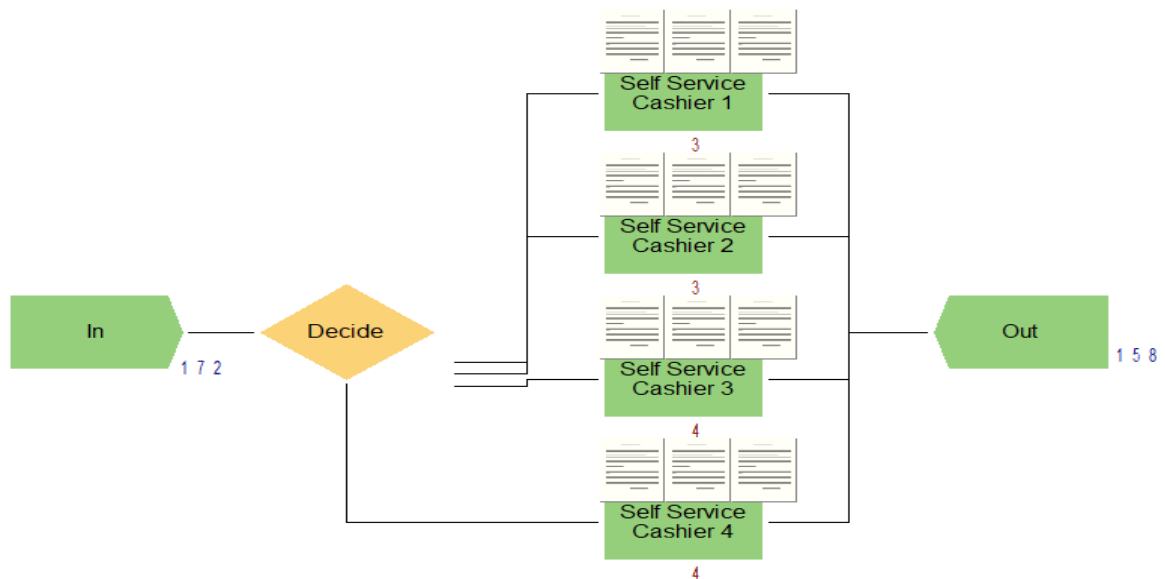 Self Service
Cashier 1
3
Self Service
Cashier 2
3
In
172
Decide
Self Service
Cashier 3
4
Out
158
Self Service
Cashier 4
4